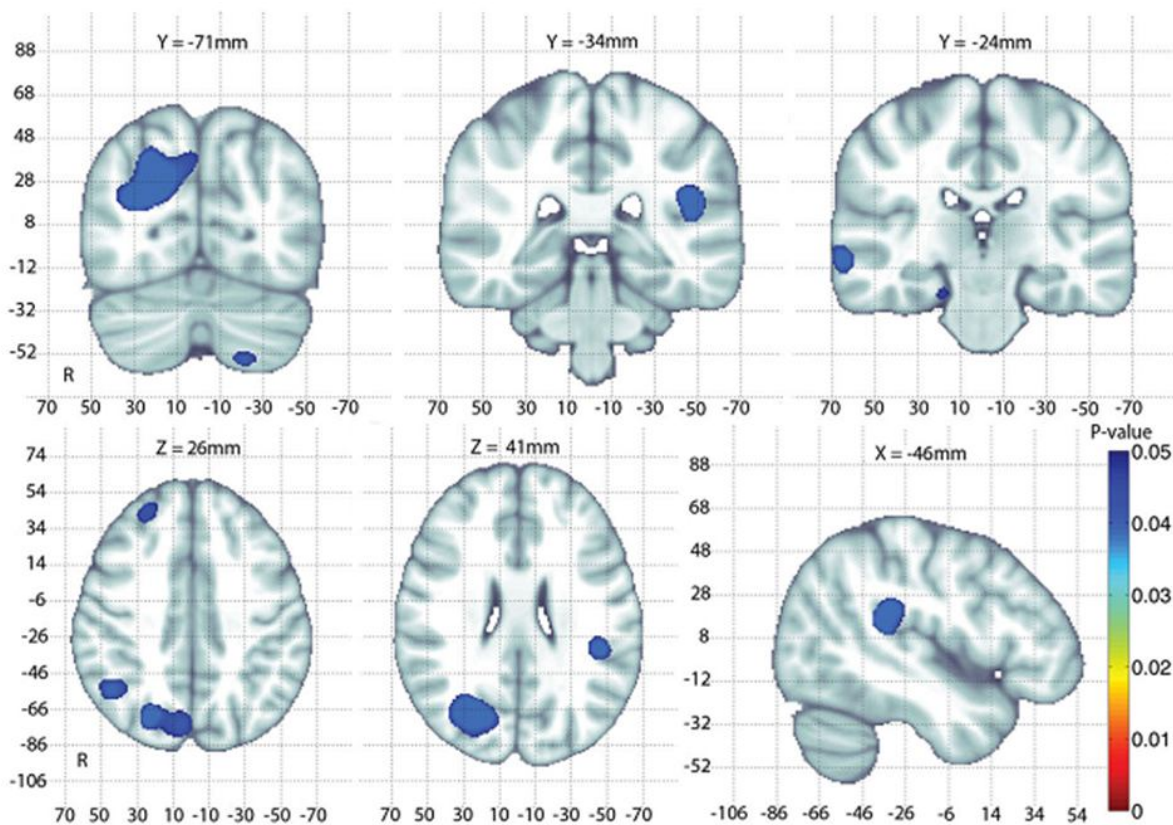 Y = -71mm
Y = -34mm
Y = -24mm
88
68
48
28
8
-12
-32
-52
R
70 50 30 10 -10 -30 -50 -70
70 50 30 10 -10 -30 -50 -70
70 50 30 10 -10 -30 -50 -70
Z = 26mm
Z = 41mm
X = -46mm
P-value
74
54
34
14
-6
-26
-46
-66
-86
-106
R
70 50 30 10 -10 -30 -50 -70
70 50 30 10 -10 -30 -50 -70
88
68
48
28
8
-12
-32
-52
-106 -86 -66 -46 -26 -6 14 34 54
0.05
0.04
0.03
0.02
0.01
0